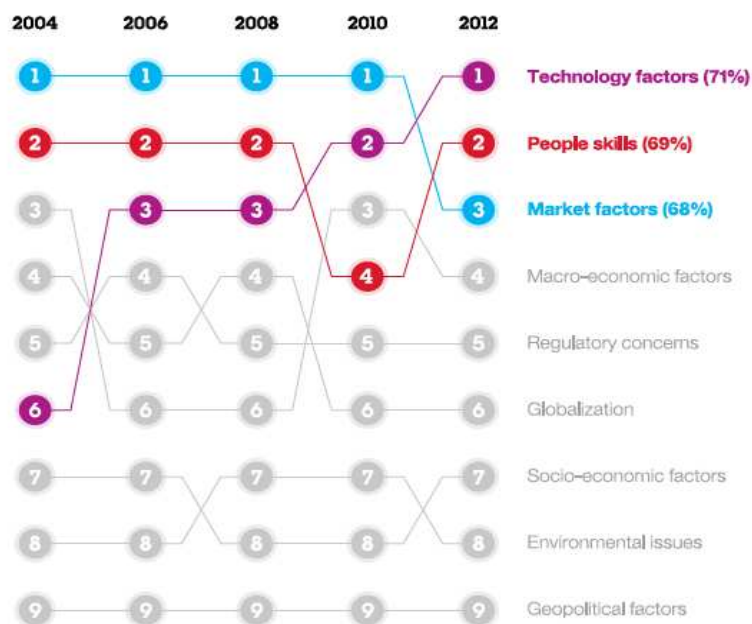 2004 2006 2008 2010 2012
1 1 1 1 1 Technology factors (71%)
2 2 2 2 2 People skills (69%)
3 3 3 3 3 Market factors (68%)
4 4 4 4 4 Macro-economic factors
5 5 5 5 5 Regulatory concerns
6 6 6 6 6 Globalization
7 7 7 7 7 Socio-economic factors
8 8 8 8 8 Environmental issues
9 9 9 9 9 Geopolitical factors